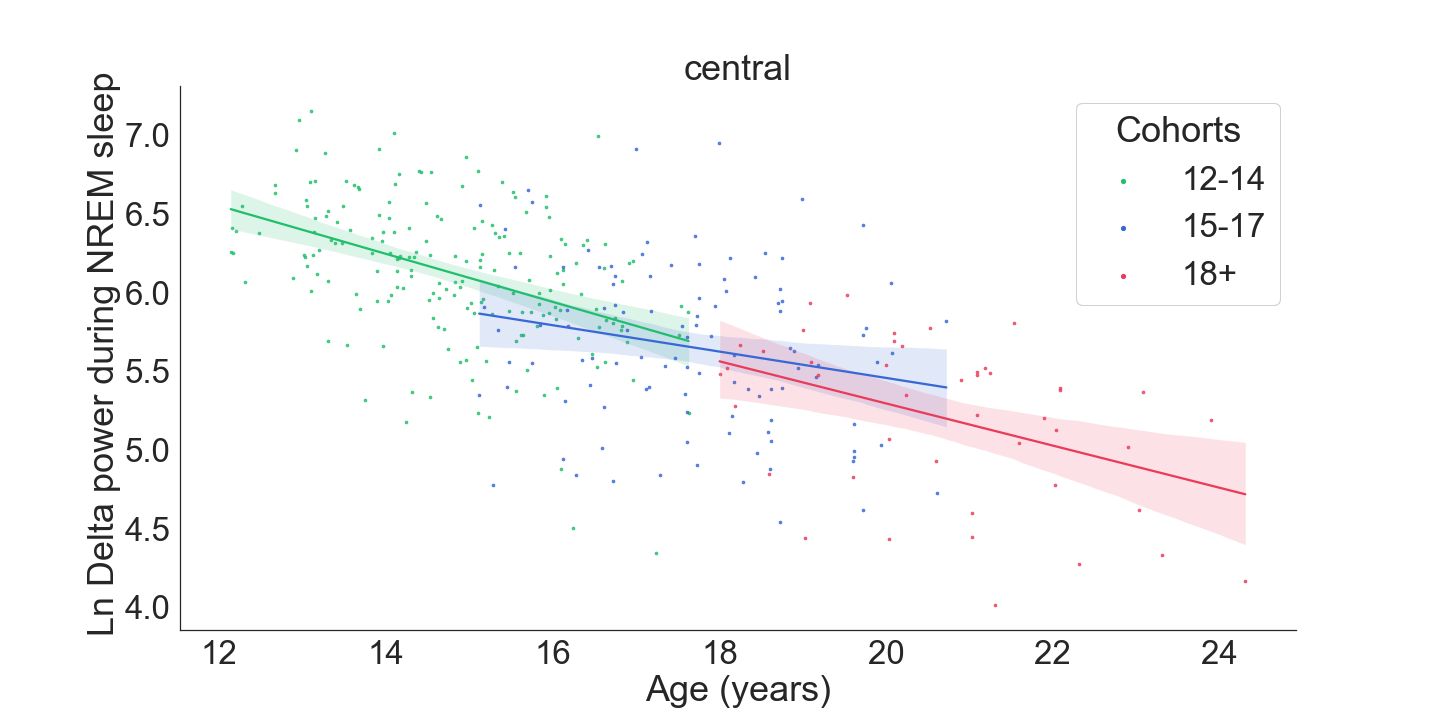 central
Ln Delta power during NREM sleep
7.0
6.5
6.0
5.5
5.0
4.5
4.0
12 14 16 18 20 22 24
Age (years)
Cohorts
12-14
15-17
18+